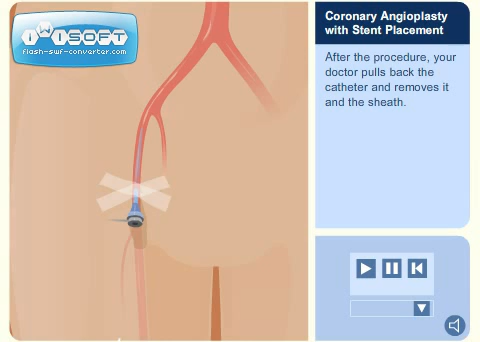 iWiSOFT
flash-swf-converter.com
Coronary Angioplasty
with Stent Placement
After the procedure, your
doctor pulls back the
catheter and removes it
and the sheath.